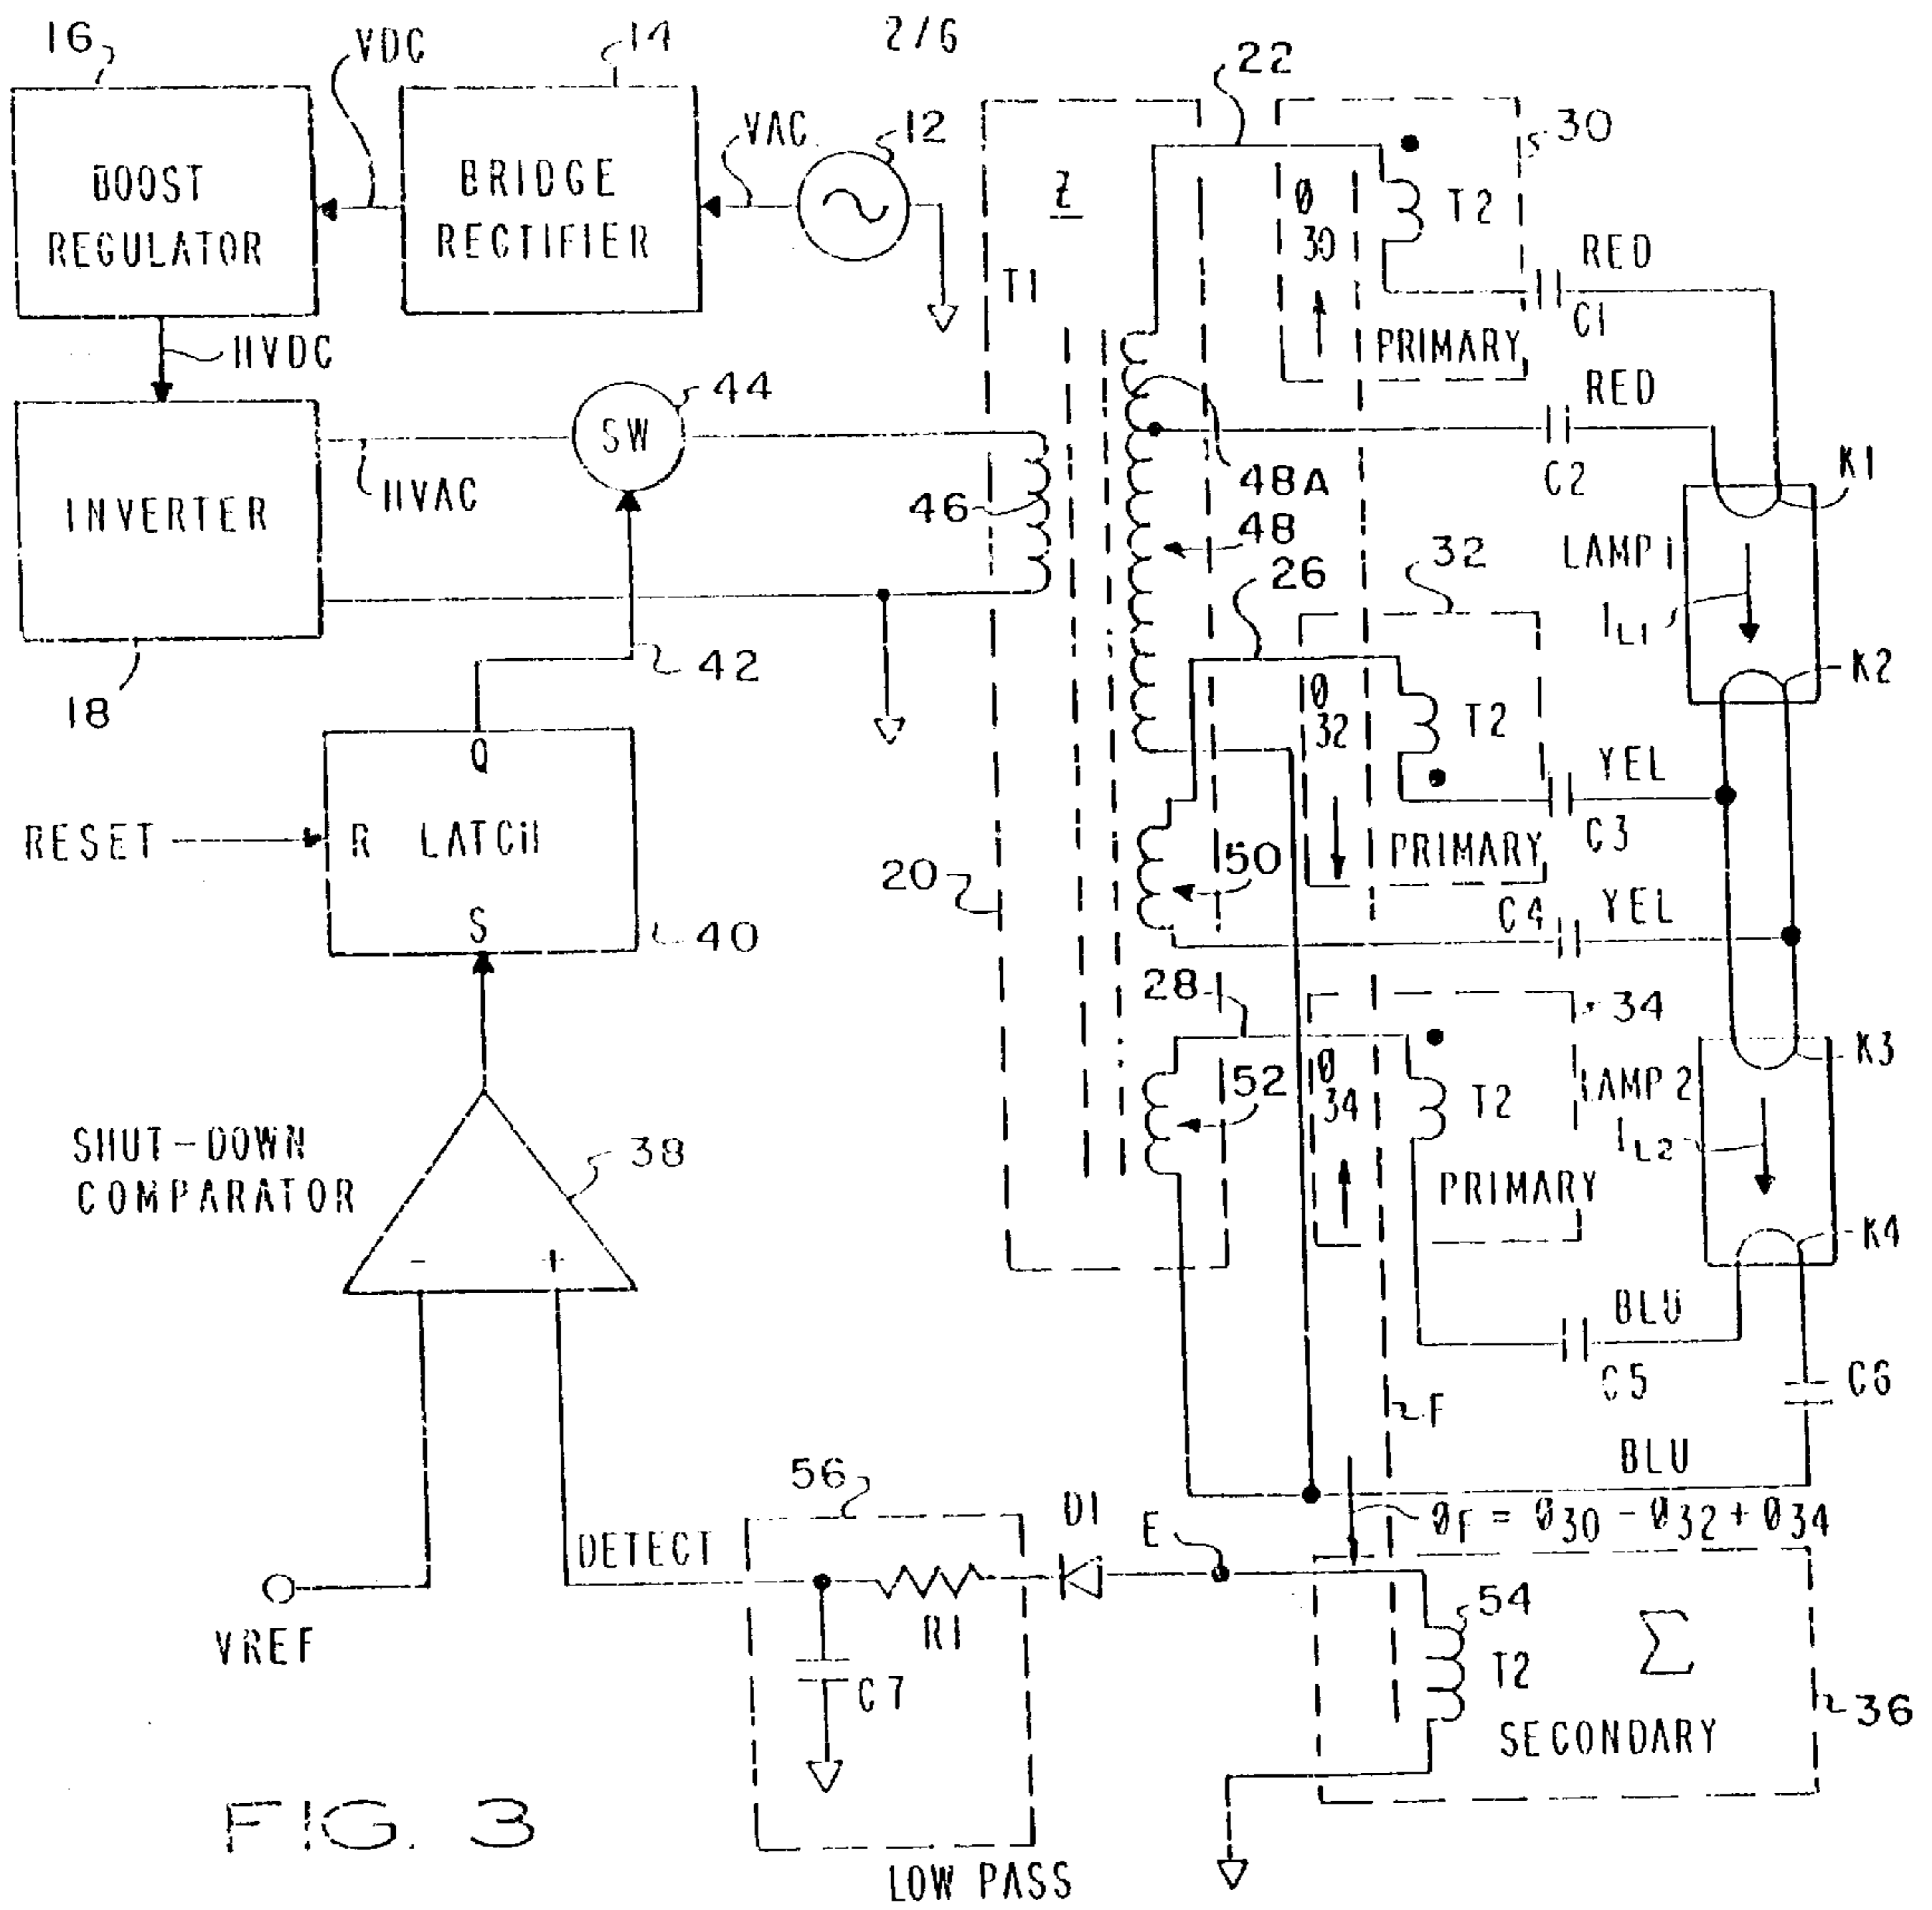 2/6
16
VDC
14
22
BOOST
REGULATOR
BRIDGE
RECTIFIER
VAC
12
2
T1
Ø
30
T2
30
RED
C1
PRIMARY
HVDC
INVERTER
18
HVAC
SW
44
46
48A
48
RED
C2
K1
LAMP 1
IL1
K2
26
32
Ø
32
T2
YEL
C3
PRIMARY
42
RESET
R LATCH
Q
S
40
20
50
C4
YEL
28
34
Ø
34
T2
PRIMARY
52
LAMP 2
IL2
K3
K4
SHUT-DOWN
COMPARATOR
38
- +
BLU
C5
C6
F
BLU
ØF = Ø30 - Ø32 + Ø34
VREF
DETECT
56
R1
C7
D1
E
54
T2
Σ
SECONDARY
36
LOW PASS
FIG. 3